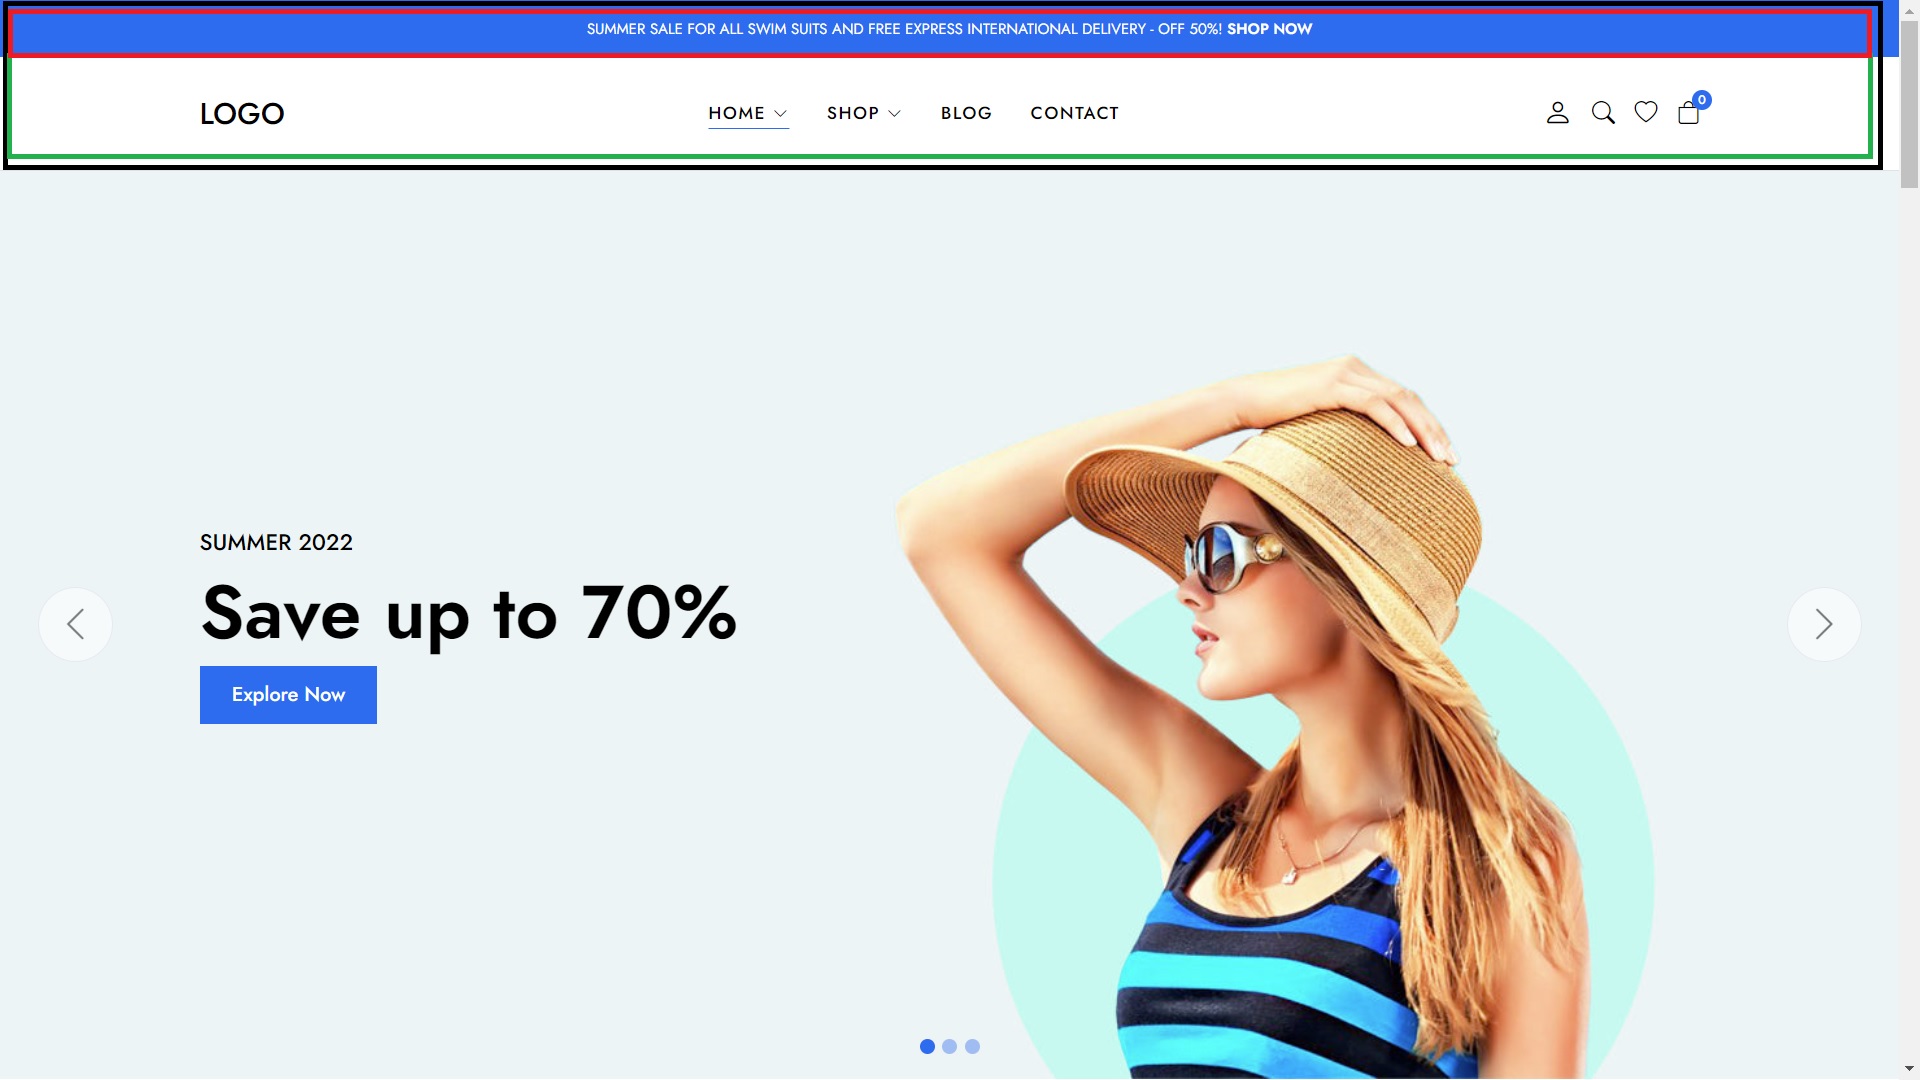 SUMMER SALE FOR ALL SWIM SUITS AND FREE EXPRESS INTERNATIONAL DELIVERY - OFF 50%! SHOP NOW
LOGO HOME SHOP BLOG CONTACT 0
SUMMER 2022
Save up to 70%
Explore Now